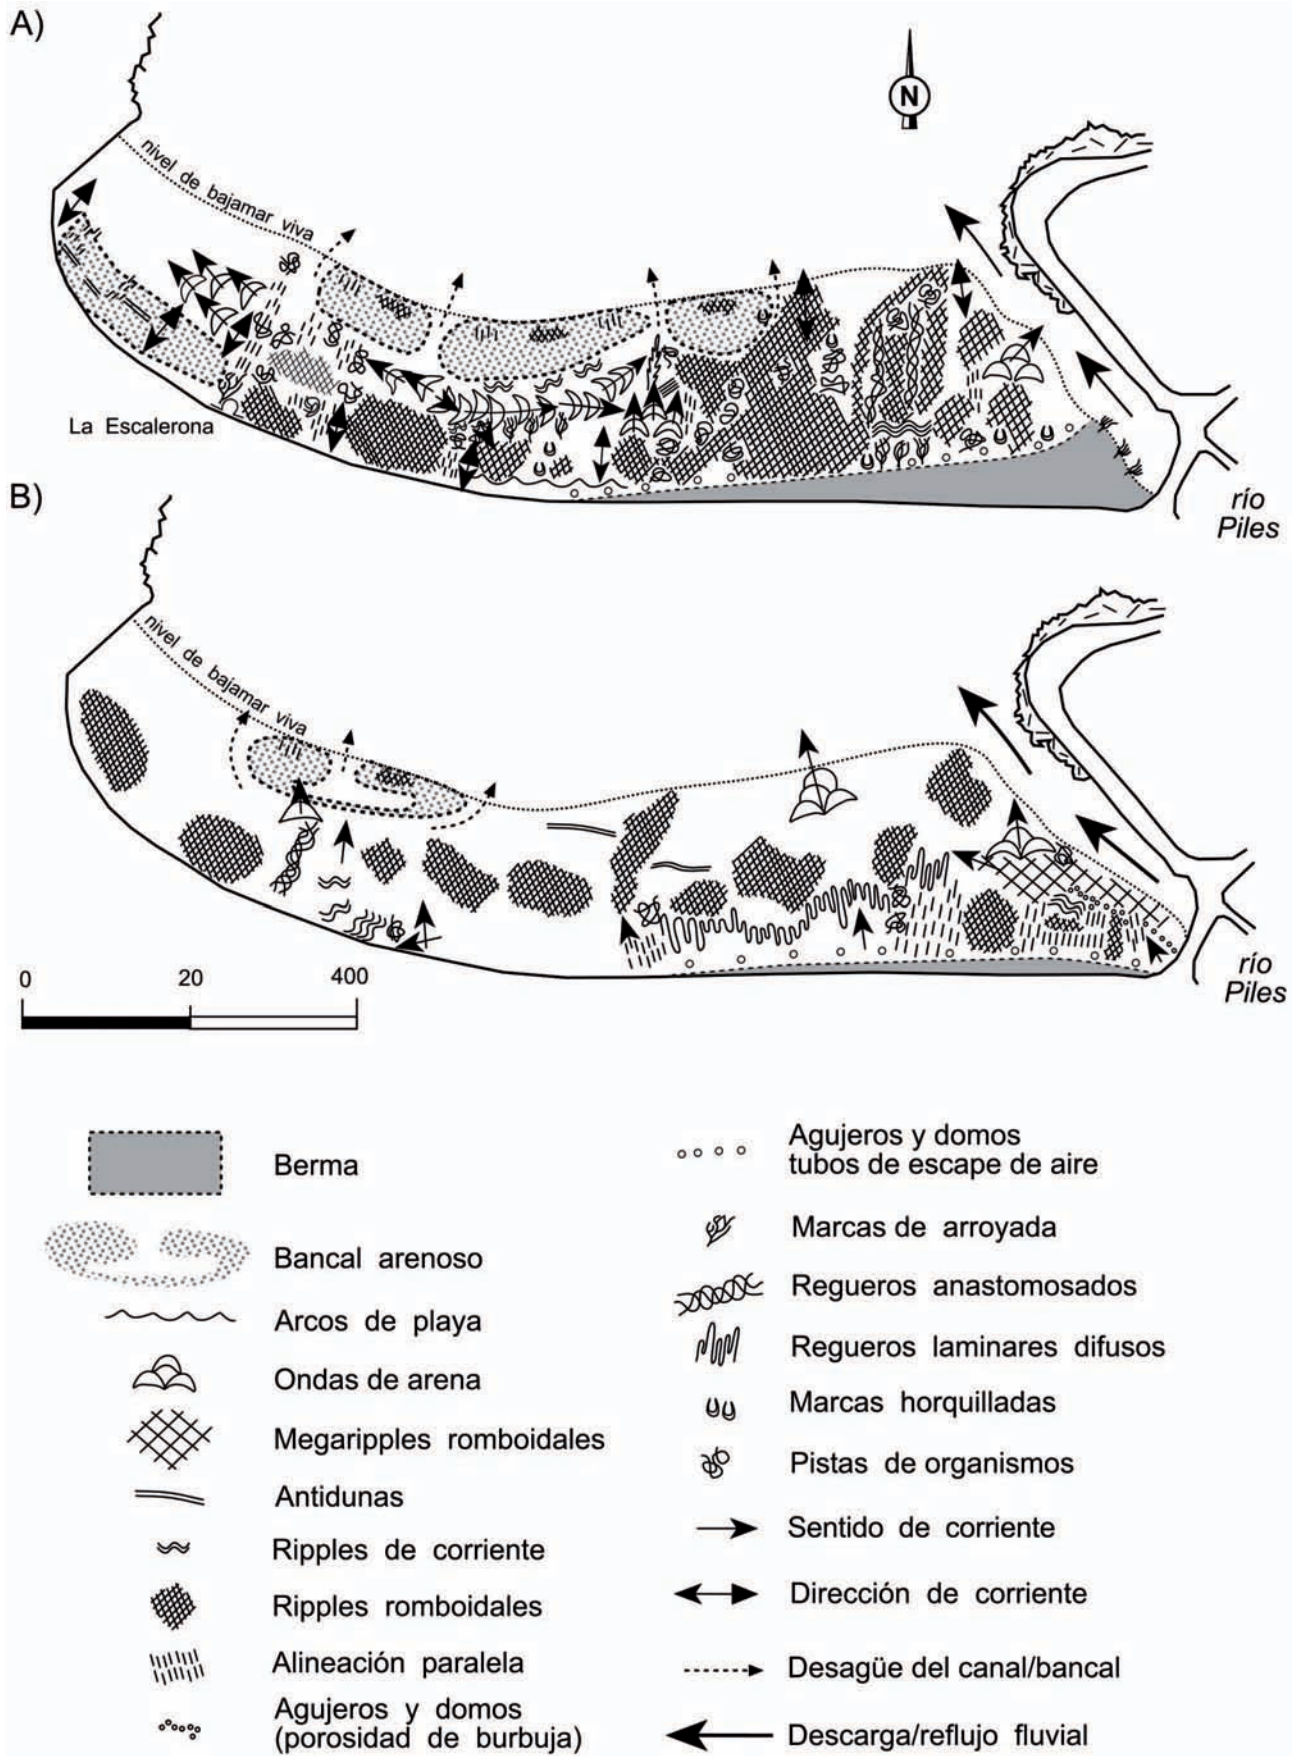 A)
N
nivel de bajamar viva
La Escalerona
río
Piles
B)
nivel de bajamar viva
río
Piles
0 20 400
Berma
Bancal arenoso
Arcos de playa
Ondas de arena
Megaripples romboidales
Antidunas
Ripples de corriente
Ripples romboidales
Alineación paralela
Agujeros y domos
(porosidad de burbuja)
Agujeros y domos
tubos de escape de aire
Marcas de arroyada
Regueros anastomosados
Regueros laminares difusos
Marcas horquilladas
Pistas de organismos
Sentido de corriente
Dirección de corriente
Desagüe del canal/bancal
Descarga/reflujo fluvial